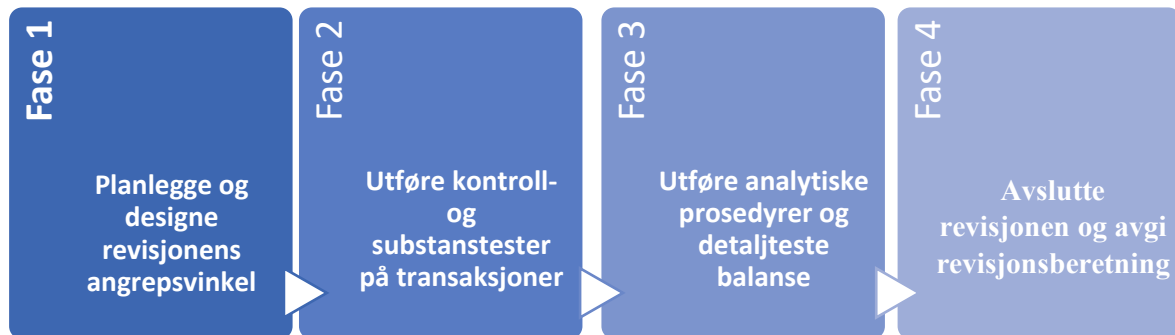 Fase 1
Planlegge og
designe
revisjonens
angrepsvinkel
Fase 2
Utføre kontroll-
og
substanstester
på transaksjoner
Fase 3
Utføre analytiske
prosedyrer og
detaljteste
balanse
Fase 4
Avslutte
revisjonen og avgi
revisjonsberetning